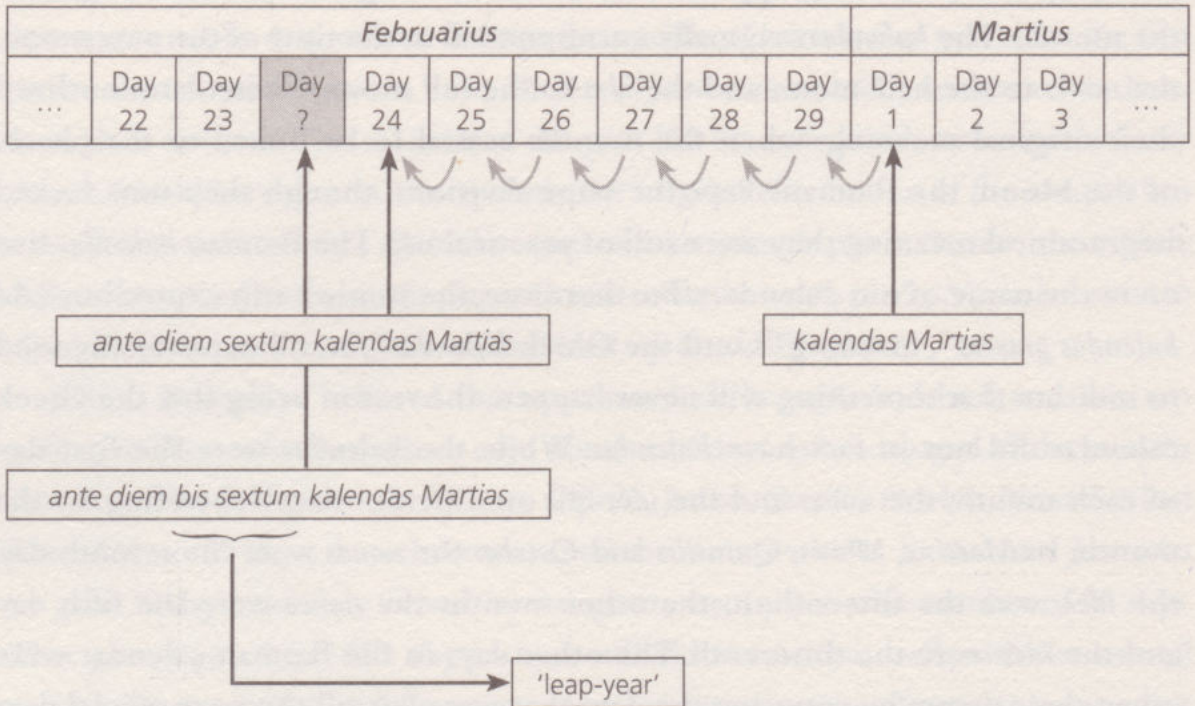 Februarius Martius
... Day 22 Day 23 Day ? Day 24 Day 25 Day 26 Day 27 Day 28 Day 29 Day 1 Day 2 Day 3 ...
ante diem sextum kalendas Martias
kalendas Martias
ante diem bis sextum kalendas Martias
'leap-year'